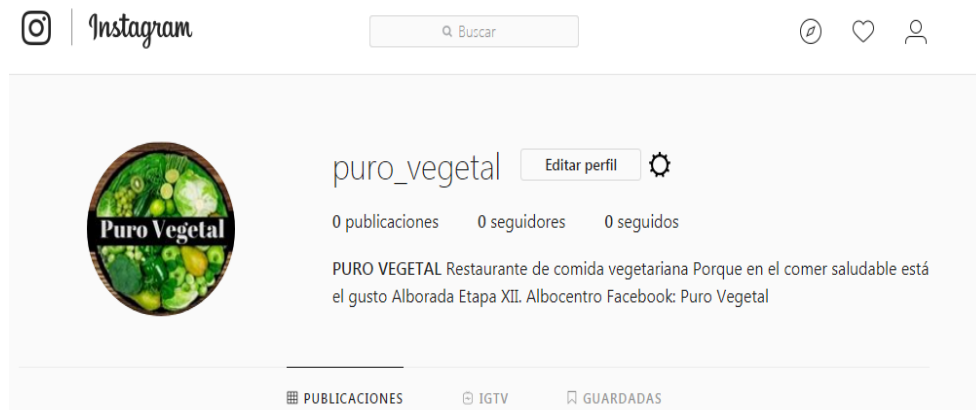 Instagram
Buscar
puro_vegetal Editar perfil
0 publicaciones 0 seguidores 0 seguidos
Puro Vegetal
PURO VEGETAL Restaurante de comida vegetariana Porque en el comer saludable está
el gusto Alborada Etapa XII. Albocentro Facebook: Puro Vegetal
PUBLICACIONES IGTV GUARDADAS